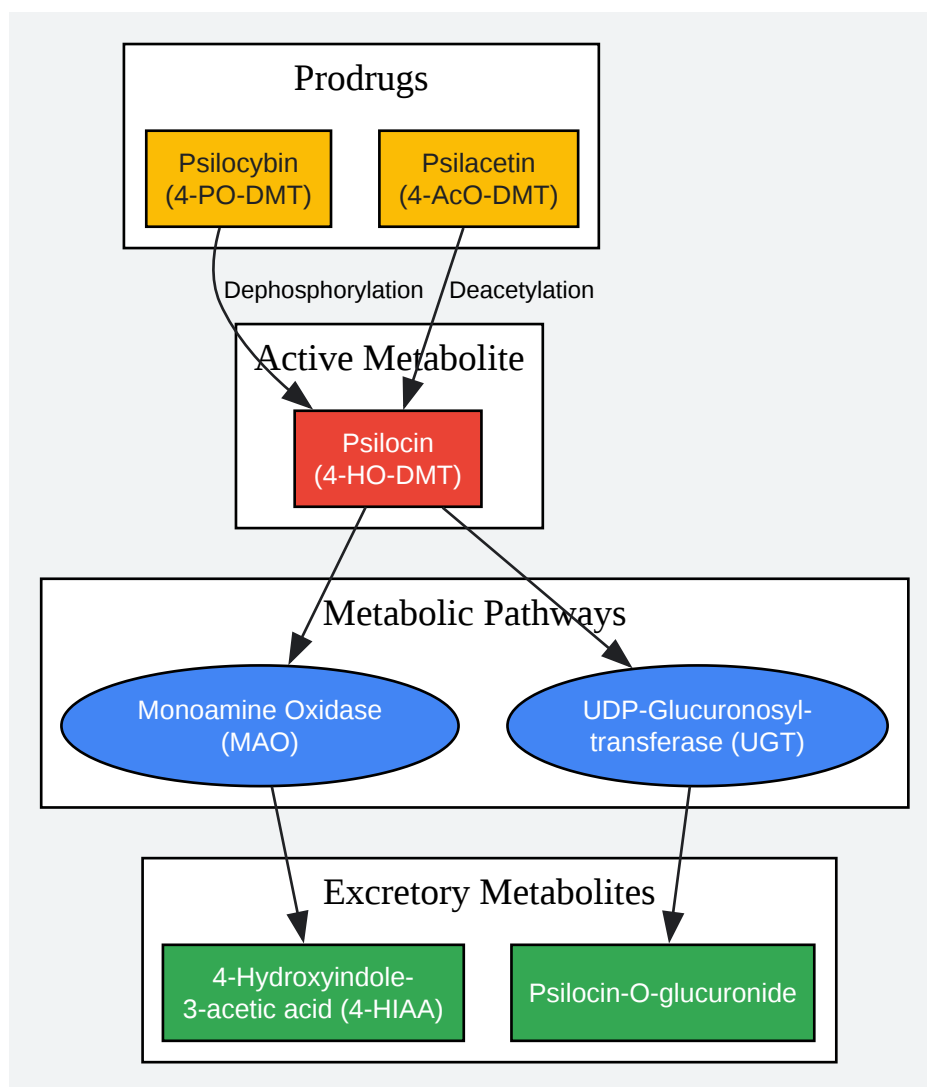 Prodrugs
Psilocybin
(4-PO-DMT)
Psilacetin
(4-AcO-DMT)
Dephosphorylation
Deacetylation
Active Metabolite
Psilocin
(4-HO-DMT)
Metabolic Pathways
Monoamine Oxidase
(MAO)
UDP-Glucuronosyl-
transferase (UGT)
Excretory Metabolites
4-Hydroxyindole-
3-acetic acid (4-HIAA)
Psilocin-O-glucuronide